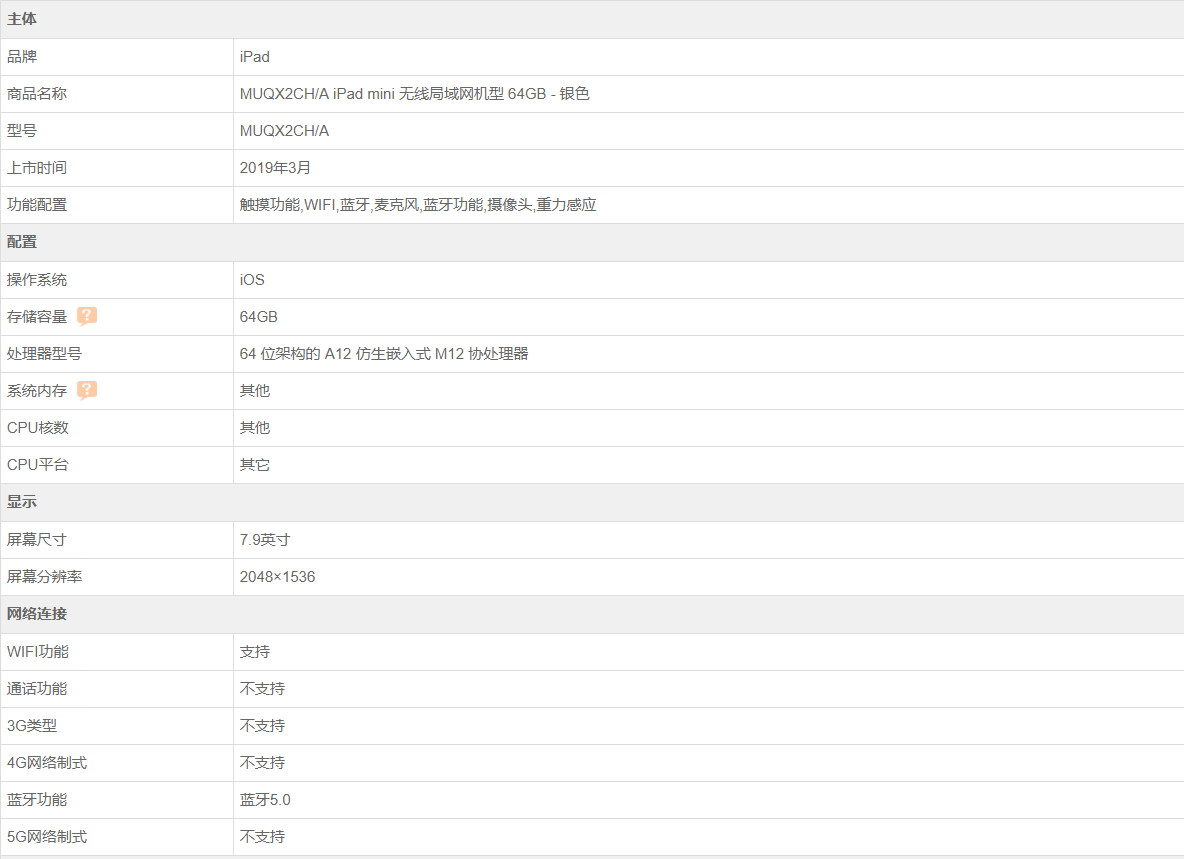 主体
品牌 iPad
商品名称 MUQX2CH/A iPad mini 无线局域网机型 64GB - 银色
型号 MUQX2CH/A
上市时间 2019年3月
功能配置 触摸功能,WIFI,蓝牙,麦克风,蓝牙功能,摄像头,重力感应
配置
操作系统 iOS
存储容量 ? 64GB
处理器型号 64 位架构的 A12 仿生嵌入式 M12 协处理器
系统内存 ? 其他
CPU核数 其他
CPU平台 其它
显示
屏幕尺寸 7.9英寸
屏幕分辨率 2048×1536
网络连接
WIFI功能 支持
通话功能 不支持
3G类型 不支持
4G网络制式 不支持
蓝牙功能 蓝牙5.0
5G网络制式 不支持